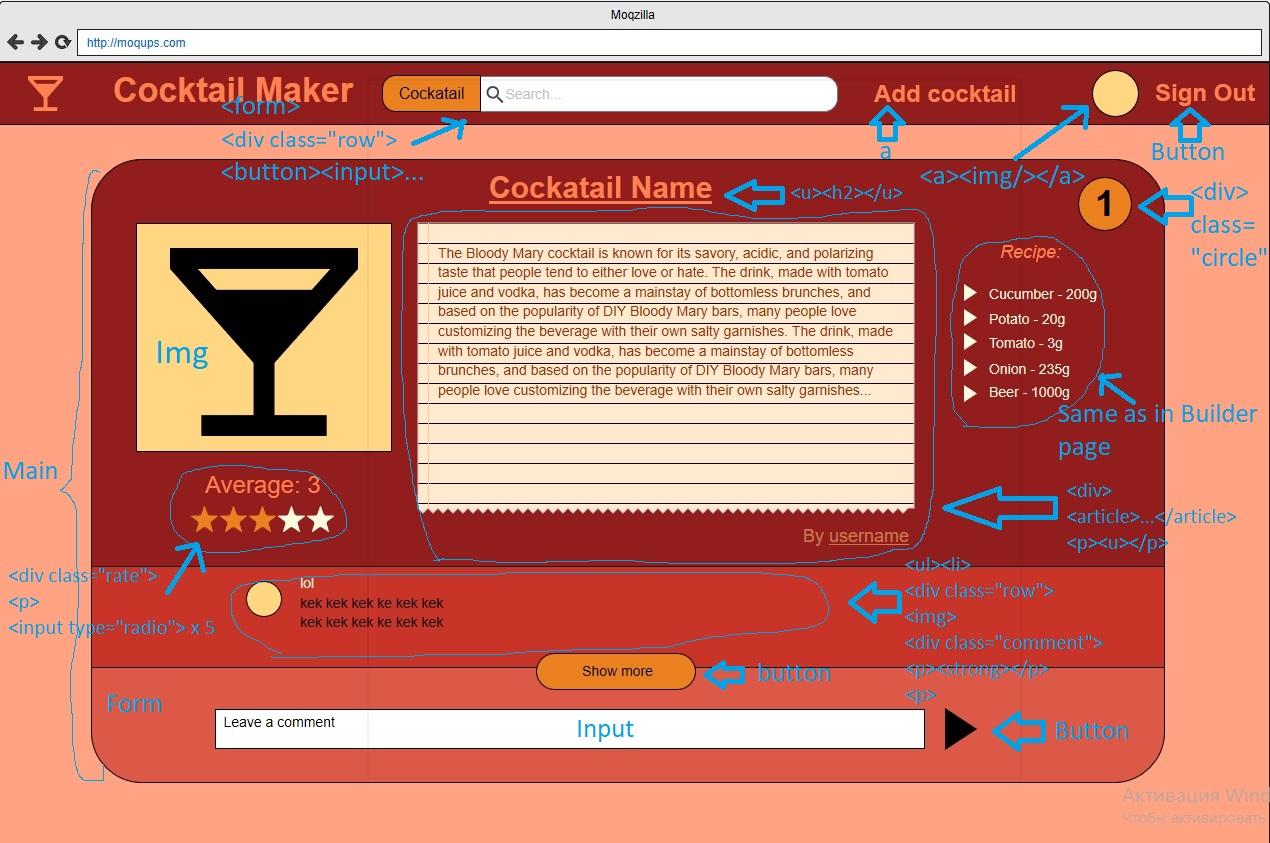 Moqzilla
http://moqups.com
Cocktail Maker
Cockatail
Search...
Add cocktail
Sign Out
<form>
<div class="row">
<button><input>...
a
<a><img/></a>
Button
Cockatail Name
<u><h2></u>
1
<div>
class=
"circle"
Img
The Bloody Mary cocktail is known for its savory, acidic, and polarizing
taste that people tend to either love or hate. The drink, made with tomato
juice and vodka, has become a mainstay of bottomless brunches, and
based on the popularity of DIY Bloody Mary bars, many people love
customizing the beverage with their own salty garnishes. The drink, made
with tomato juice and vodka, has become a mainstay of bottomless
brunches, and based on the popularity of DIY Bloody Mary bars, many
people love customizing the beverage with their own salty garnishes...
Recipe:
Cucumber - 200g
Potato - 20g
Tomato - 3g
Onion - 235g
Beer - 1000g
Same as in Builder
page
Main
Average: 3
<div>
<article>...</article>
<p><u></p>
By username
<div class="rate">
<p>
<input type="radio"> x 5
lol
kek kek kek ke kek kek
kek kek kek ke kek kek
<ul><li>
<div class="row">
<img>
<div class="comment">
<p><strong></p>
<p>
Show more
button
Form
Leave a comment
Input
Button
Активация Wind
Чтобы активировать